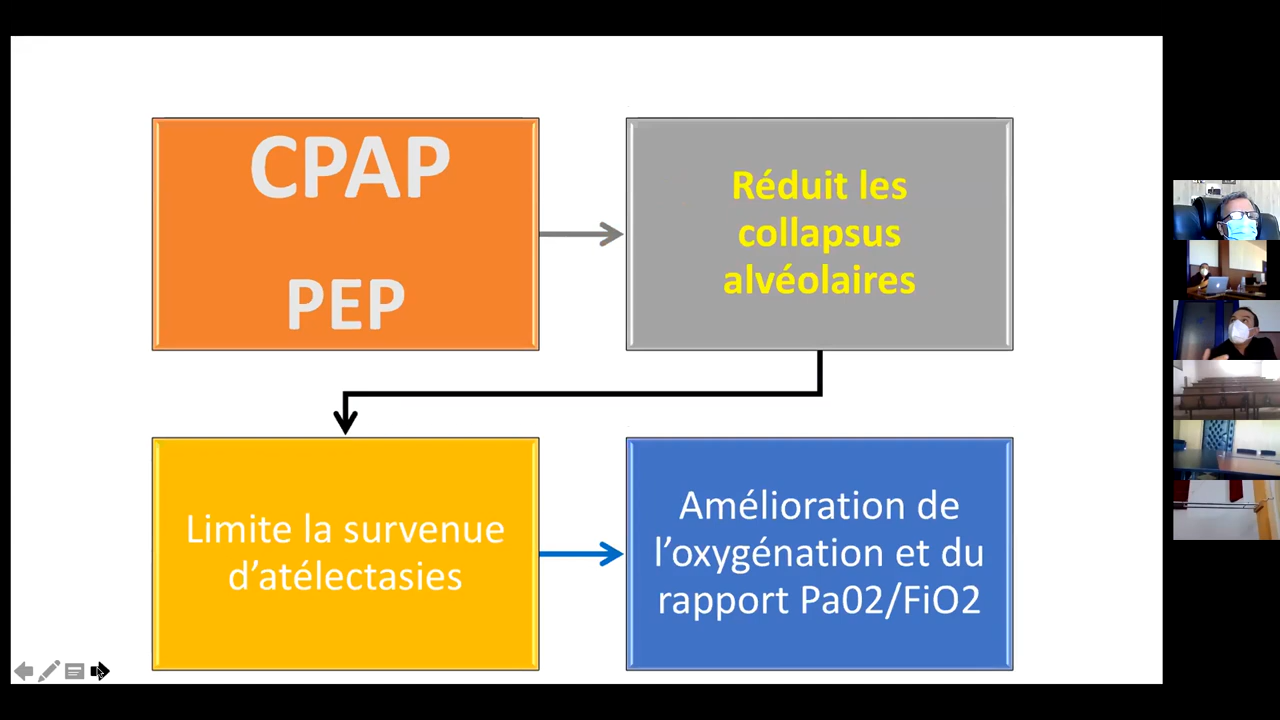 CPAP
PEP
Réduit les
collapsus
alvéolaires
Limite la survenue
d’atélectasies
Amélioration de
l’oxygénation et du
rapport Pa02/FiO2